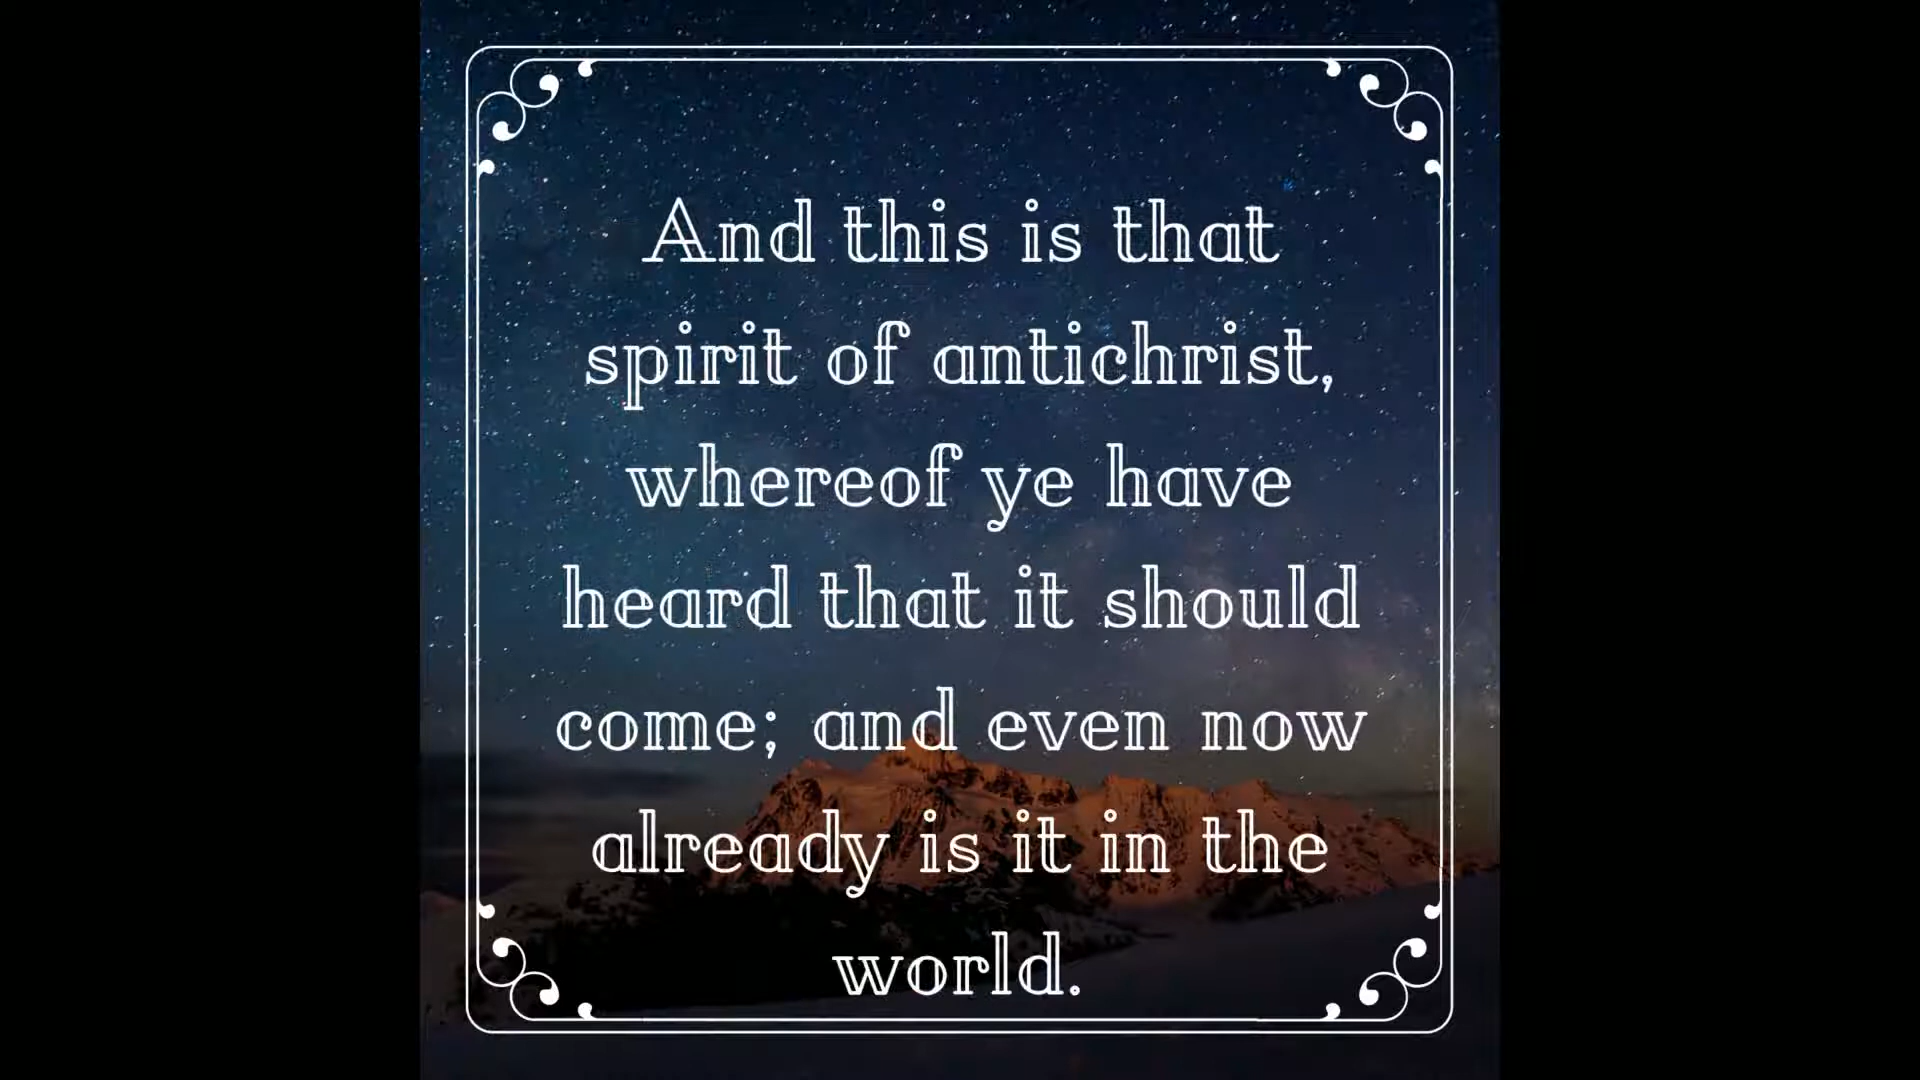 And this is that
spirit of antichrist,
whereof ye have
heard that it should
come; and even now
already is it in the
world.